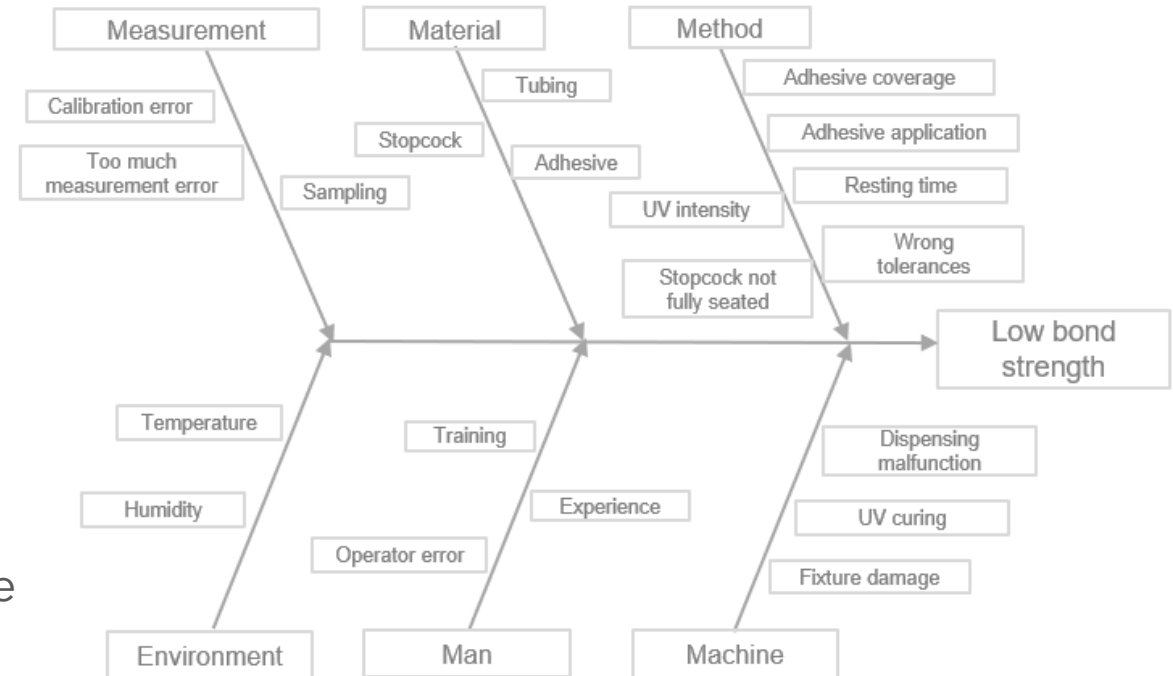 Measurement
Material
Method
Calibration error
Too much
measurement error
Sampling
Tubing
Stopcock
Adhesive
Adhesive coverage
Adhesive application
Resting time
UV intensity
Wrong
tolerances
Stopcock not
fully seated
Low bond
strength
Temperature
Humidity
Training
Experience
Operator error
Dispensing
malfunction
UV curing
Fixture damage
e
Environment
Man
Machine